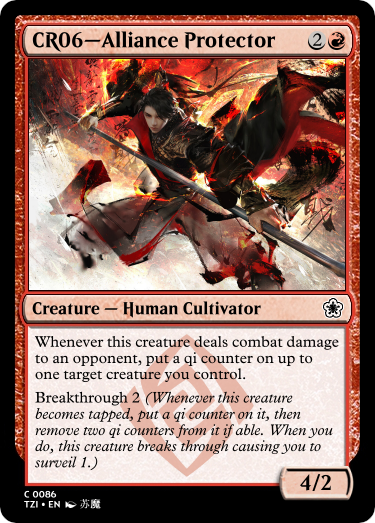 CR06—Alliance Protector 2
Creature — Human Cultivator
Whenever this creature deals combat damage
to an opponent, put a qi counter on up to
one target creature you control.
Breakthrough 2 (Whenever this creature
becomes tapped, put a qi counter on it, then
remove two qi counters from it if able. When you
do, this creature breaks through causing you to
surveil 1.)
4/2
C 0086
TZI • EN 苏魔